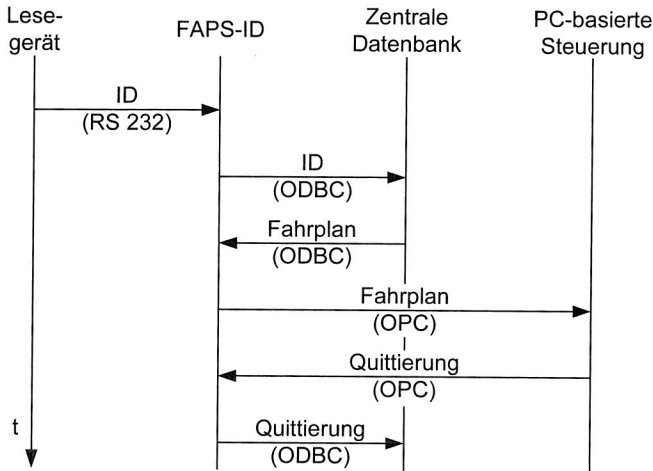 Lese-
gerät
FAPS-ID
Zentrale
Datenbank
PC-basierte
Steuerung
ID
(RS 232)
ID
(ODBC)
Fahrplan
(ODBC)
Fahrplan
(OPC)
Quittierung
(OPC)
t
Quittierung
(ODBC)